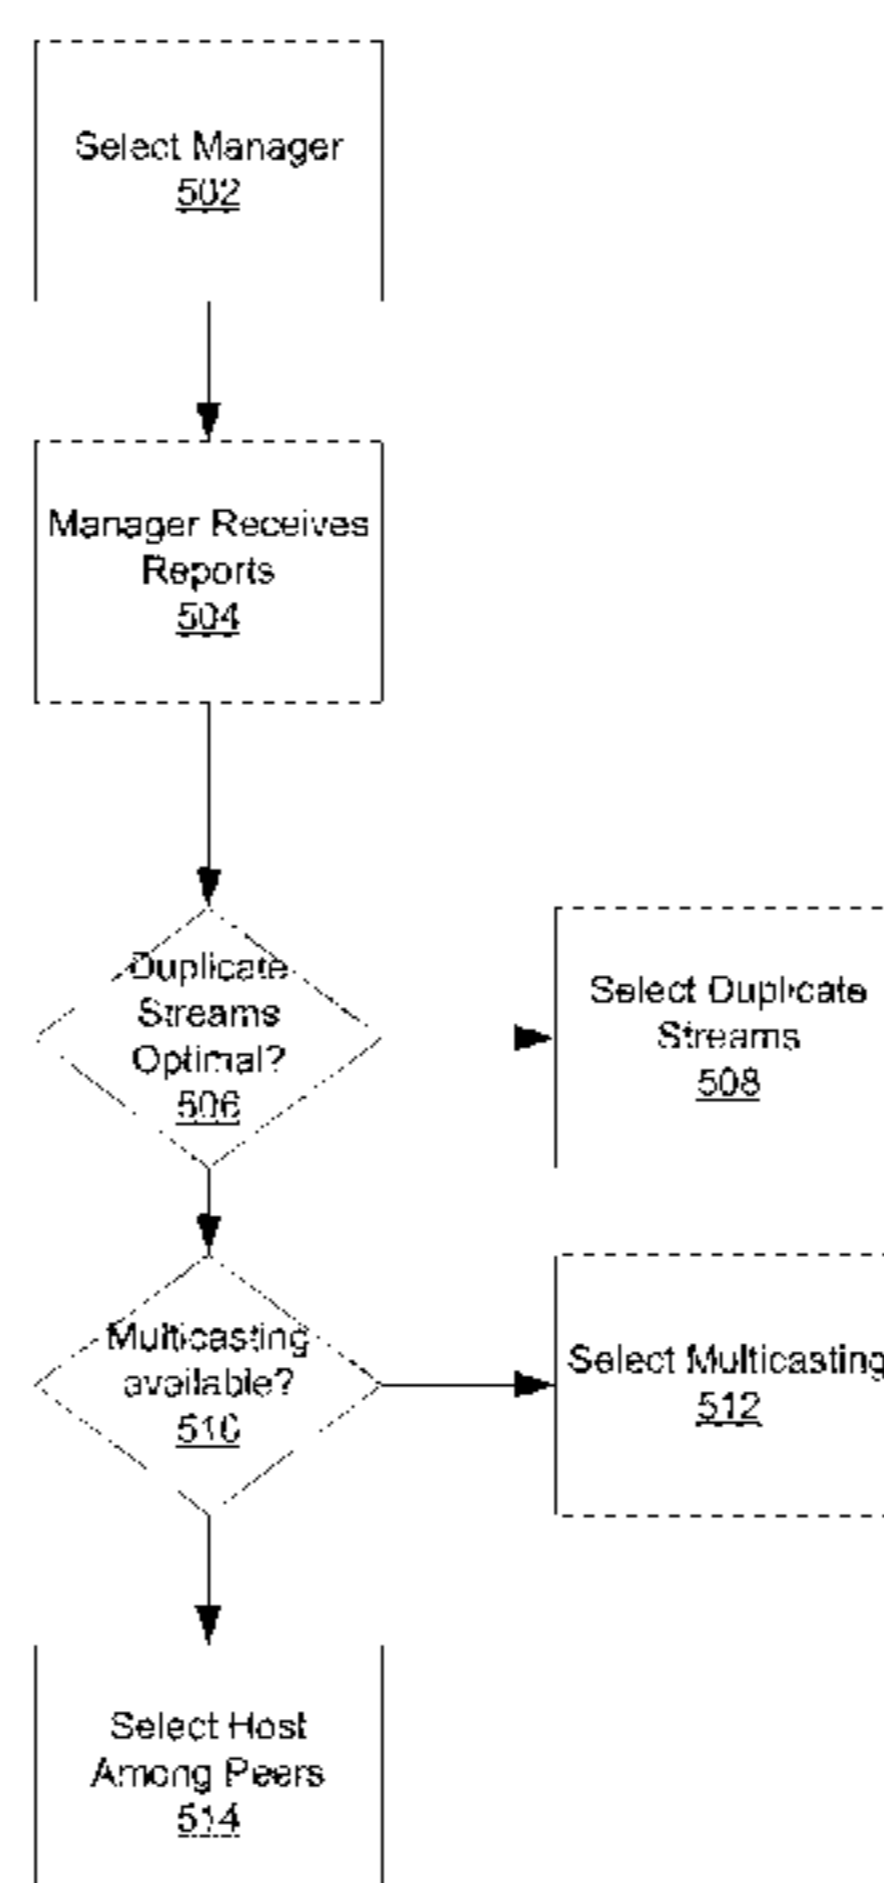 Select Manager
502
Manager Receives
Reports
504
Duplicate
Streams
Optimal?
506
Select Duplicate
Streams
508
Multicasting
available?
510
Select Multicasting
512
Select Host
Among Peers
514